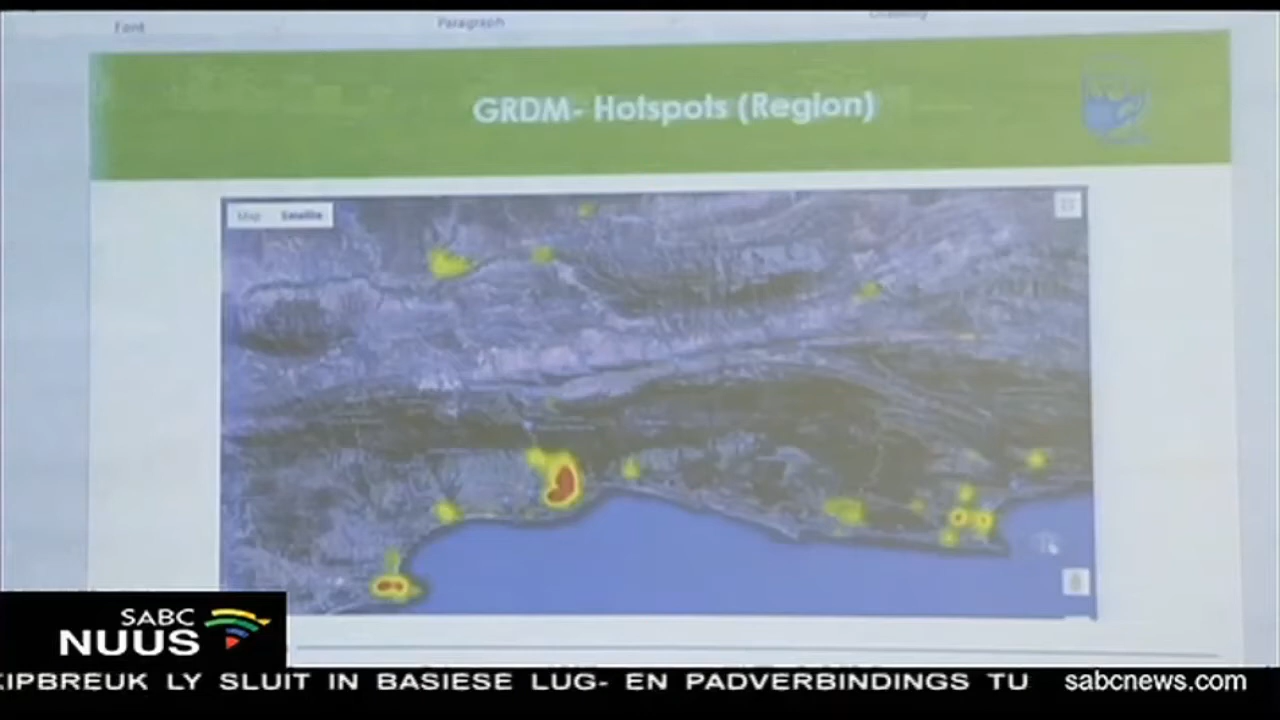 Font
Paragraph
GRDM- Hotspots (Region)
Map Satellite
SABC
NUUS
KIPBREUK LY SLUIT IN BASIESE LUG- EN PADVERBINDINGS TU
sabcnews.com